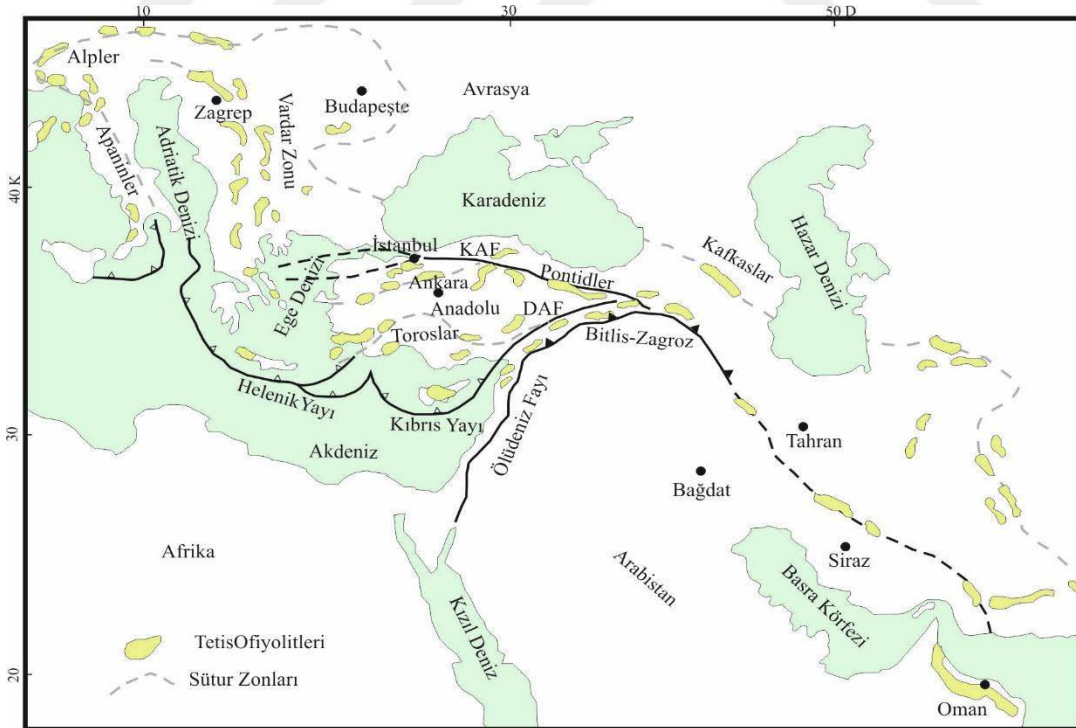 10
30
50 D
Alpler
Avrasya
Zagrep
Budapeşte
Vardar Zonu
Apaninler
Adriatik Denizi
40 K
Karadeniz
Hazar Denizi
Kafkaslar
İstanbul
KAF
Pontidler
Ege Denizi
Ankara
Anadolu
DAF
Toroslar
Bitlis-Zagroz
Helenik Yayı
Kıbrıs Yayı
Ölüdeniz Fayı
30
Akdeniz
Tahran
Bağdat
Afrika
Siraz
Arabistan
Basra Körfezi
Kızıl Deniz
TetisOfiyolitleri
Sütur Zonları
20
Oman